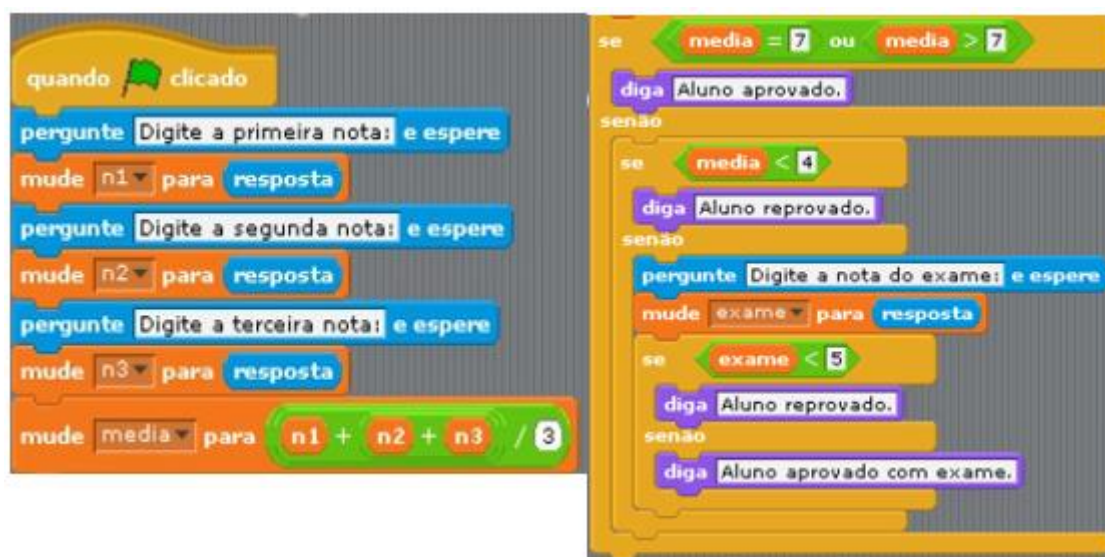 quando clicado
pergunte Digite a primeira nota: e espere
mude n1 para resposta
pergunte Digite a segunda nota: e espere
mude n2 para resposta
pergunte Digite a terceira nota: e espere
mude n3 para resposta
mude media para n1 + n2 + n3 / 3
se media = 7 ou media > 7
diga Aluno aprovado.
senão
se media < 4
diga Aluno reprovado.
senão
pergunte Digite a nota do exame: e espere
mude exame para resposta
se exame < 5
diga Aluno reprovado.
senão
diga Aluno aprovado com exame.